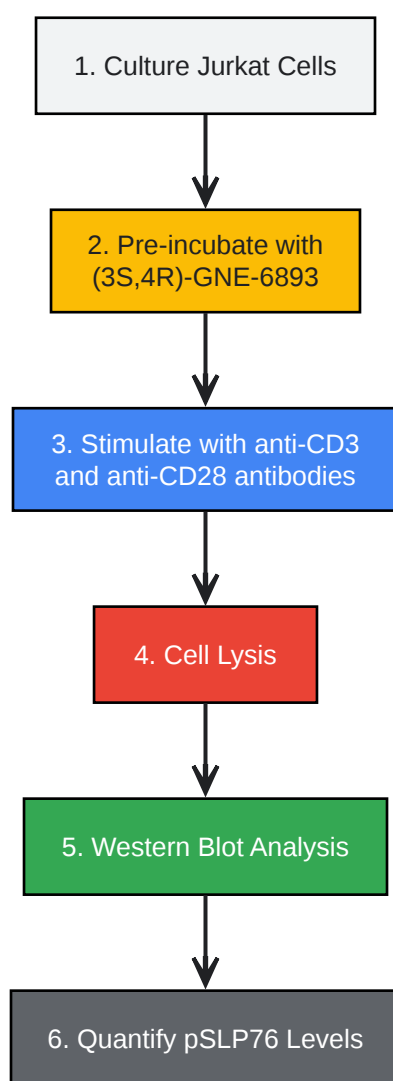 1. Culture Jurkat Cells
2. Pre-incubate with
(3S,4R)-GNE-6893
3. Stimulate with anti-CD3
and anti-CD28 antibodies
4. Cell Lysis
5. Western Blot Analysis
6. Quantify pSLP76 Levels